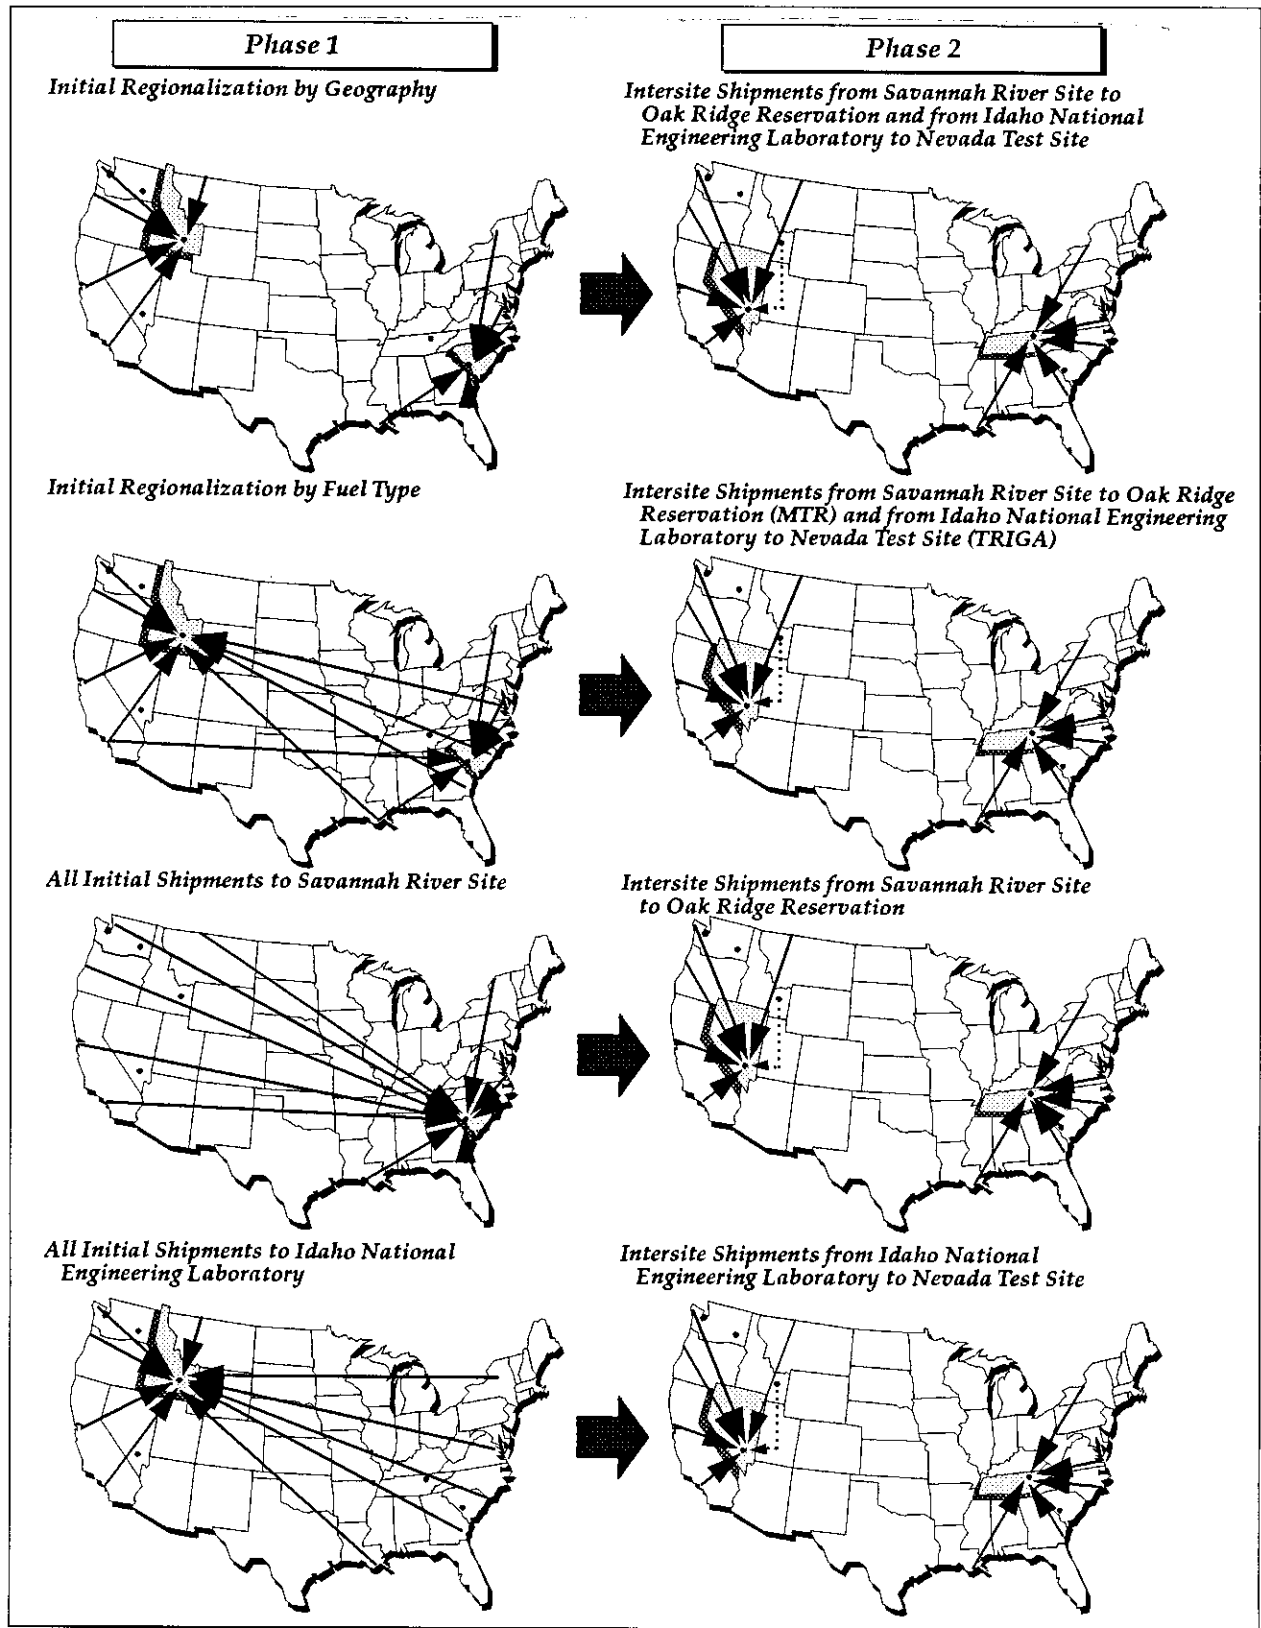 Phase 1
Phase 2
Initial Regionalization by Geography
Intersite Shipments from Savannah River Site to
Oak Ridge Reservation and from Idaho National
Engineering Laboratory to Nevada Test Site
Initial Regionalization by Fuel Type
Intersite Shipments from Savannah River Site to Oak Ridge
Reservation (MTR) and from Idaho National Engineering
Laboratory to Nevada Test Site (TRIGA)
All Initial Shipments to Savannah River Site
Intersite Shipments from Savannah River Site
to Oak Ridge Reservation
All Initial Shipments to Idaho National
Engineering Laboratory
Intersite Shipments from Idaho National
Engineering Laboratory to Nevada Test Site